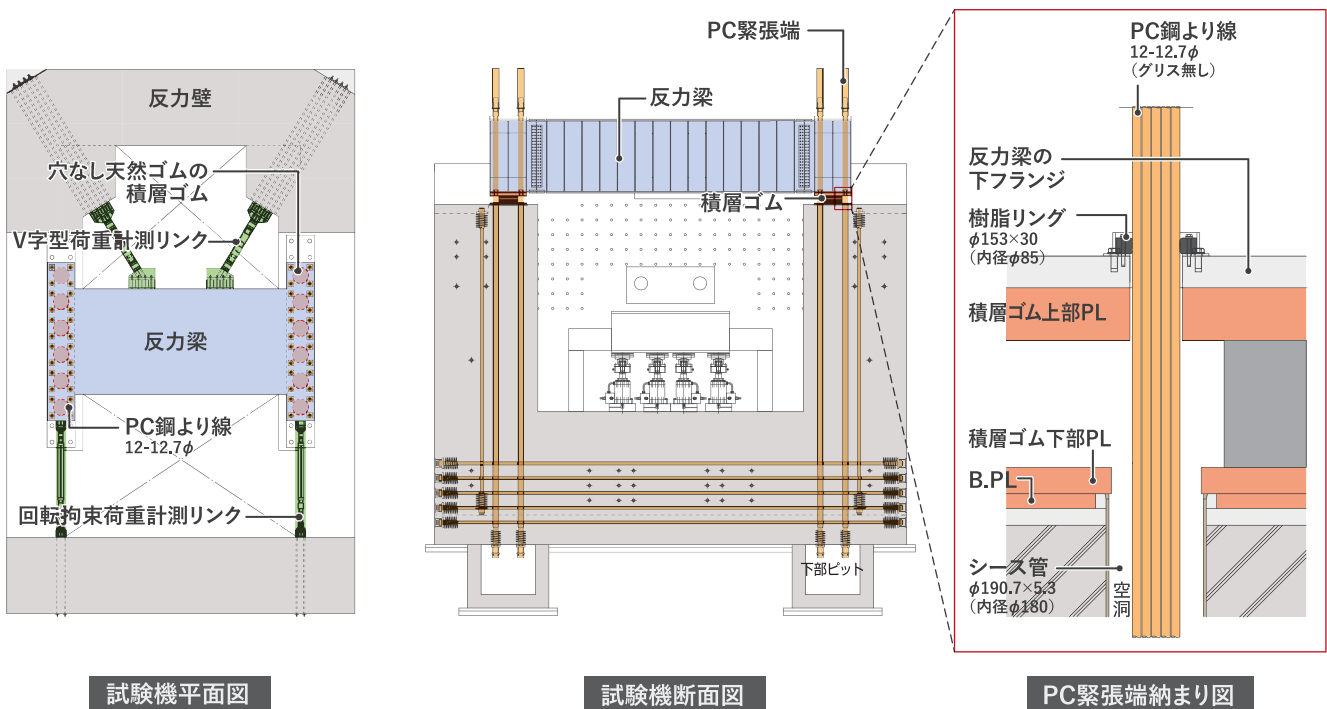 反力壁
穴なし天然ゴムの
積層ゴム
V字型荷重計測リンク
反力梁
PC鋼より線
12-12.7φ
回転拘束荷重計測リンク
試験機平面図
PC緊張端
反力梁
積層ゴム
下部ピット
試験機断面図
PC鋼より線
12-12.7φ
（グリス無し）
反力梁の
下フランジ
樹脂リング
φ153×30
（内径φ85）
積層ゴム上部PL
積層ゴム下部PL
B.PL
シース管
φ190.7×5.3
（内径φ180）
空洞
PC緊張端納まり図